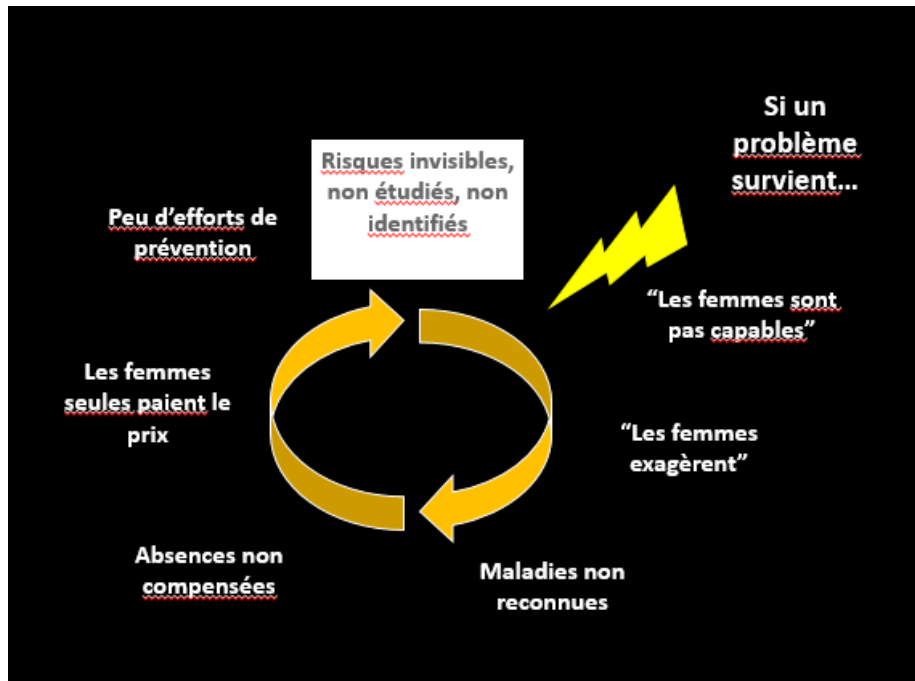 Si un
problème
survient…
Risques invisibles,
non étudiés, non
identifiés
Peu d’efforts de
prévention
“Les femmes sont
pas capables”
Les femmes
seules paient le
prix
“Les femmes
exagèrent”
Absences non
compensées
Maladies non
reconnues